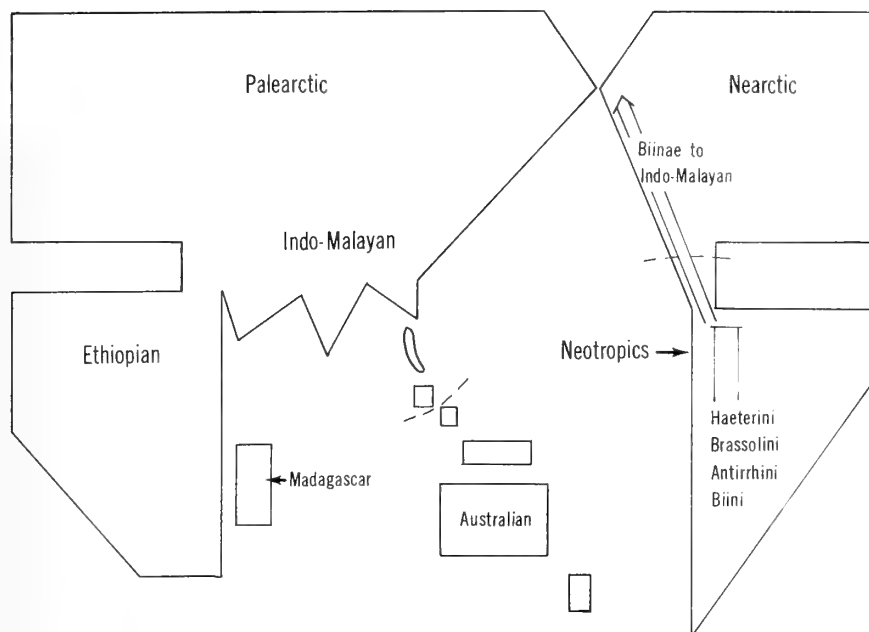 Palearctic
Nearctic
Biinae to
Indo-Malayan
Indo-Malayan
Ethiopian
Neotropics
Haeterini
Brassolini
Antirrhini
Biini
Madagascar
Australian